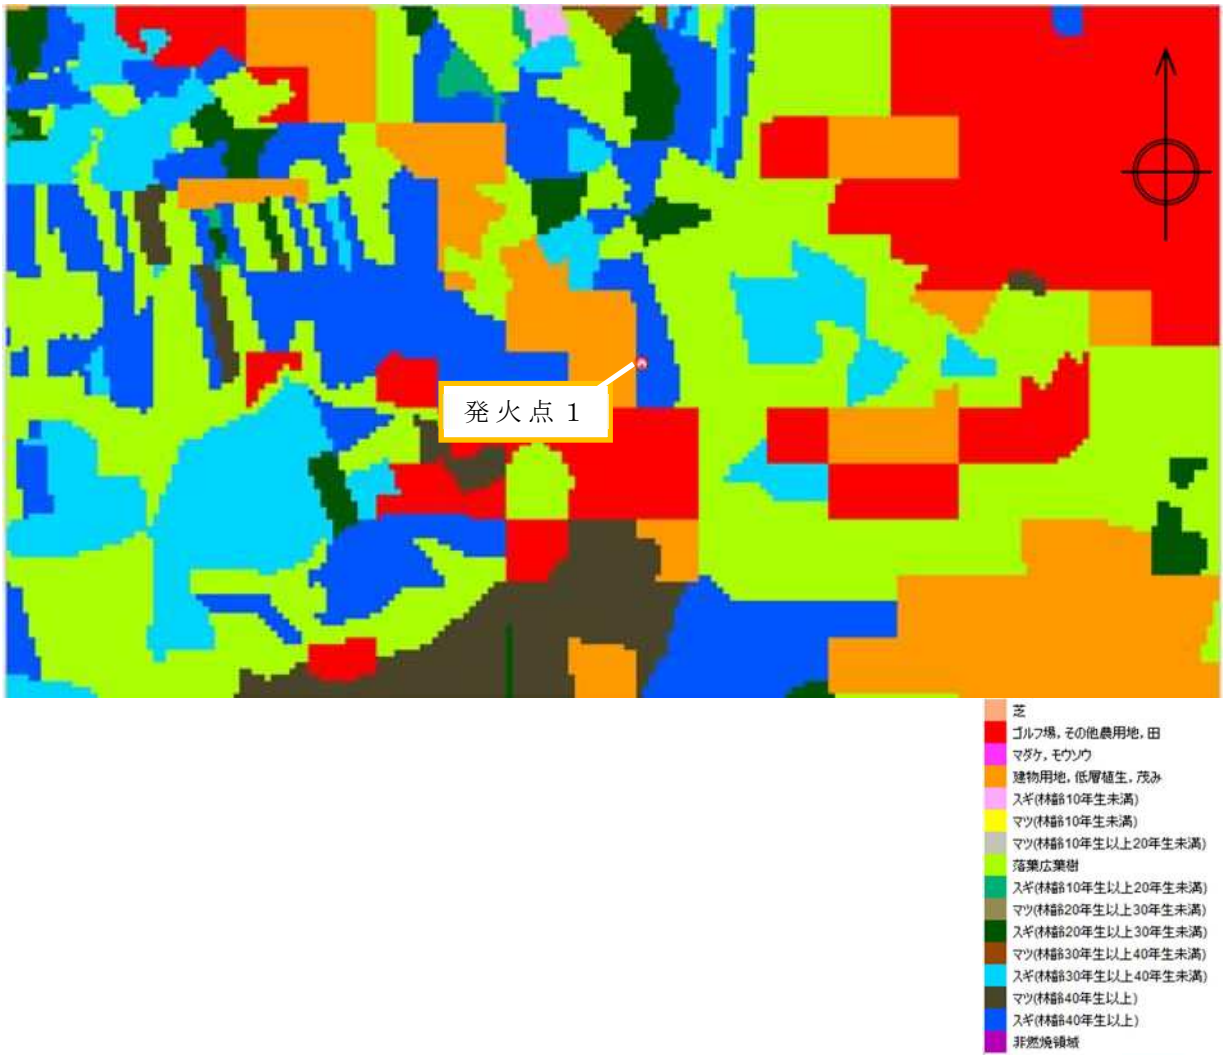 発火点１
芝
ゴルフ場，その他農用地，田
マダケ，モウソウ
建物用地，低層植生，茂み
スギ(林齢10年生未満)
マツ(林齢10年生未満)
マツ(林齢10年生以上20年生未満)
落葉広葉樹
スギ(林齢10年生以上20年生未満)
マツ(林齢20年生以上30年生未満)
スギ(林齢20年生以上30年生未満)
マツ(林齢30年生以上40年生未満)
スギ(林齢30年生以上40年生未満)
マツ(林齢40年生以上)
スギ(林齢40年生以上)
非燃焼領域